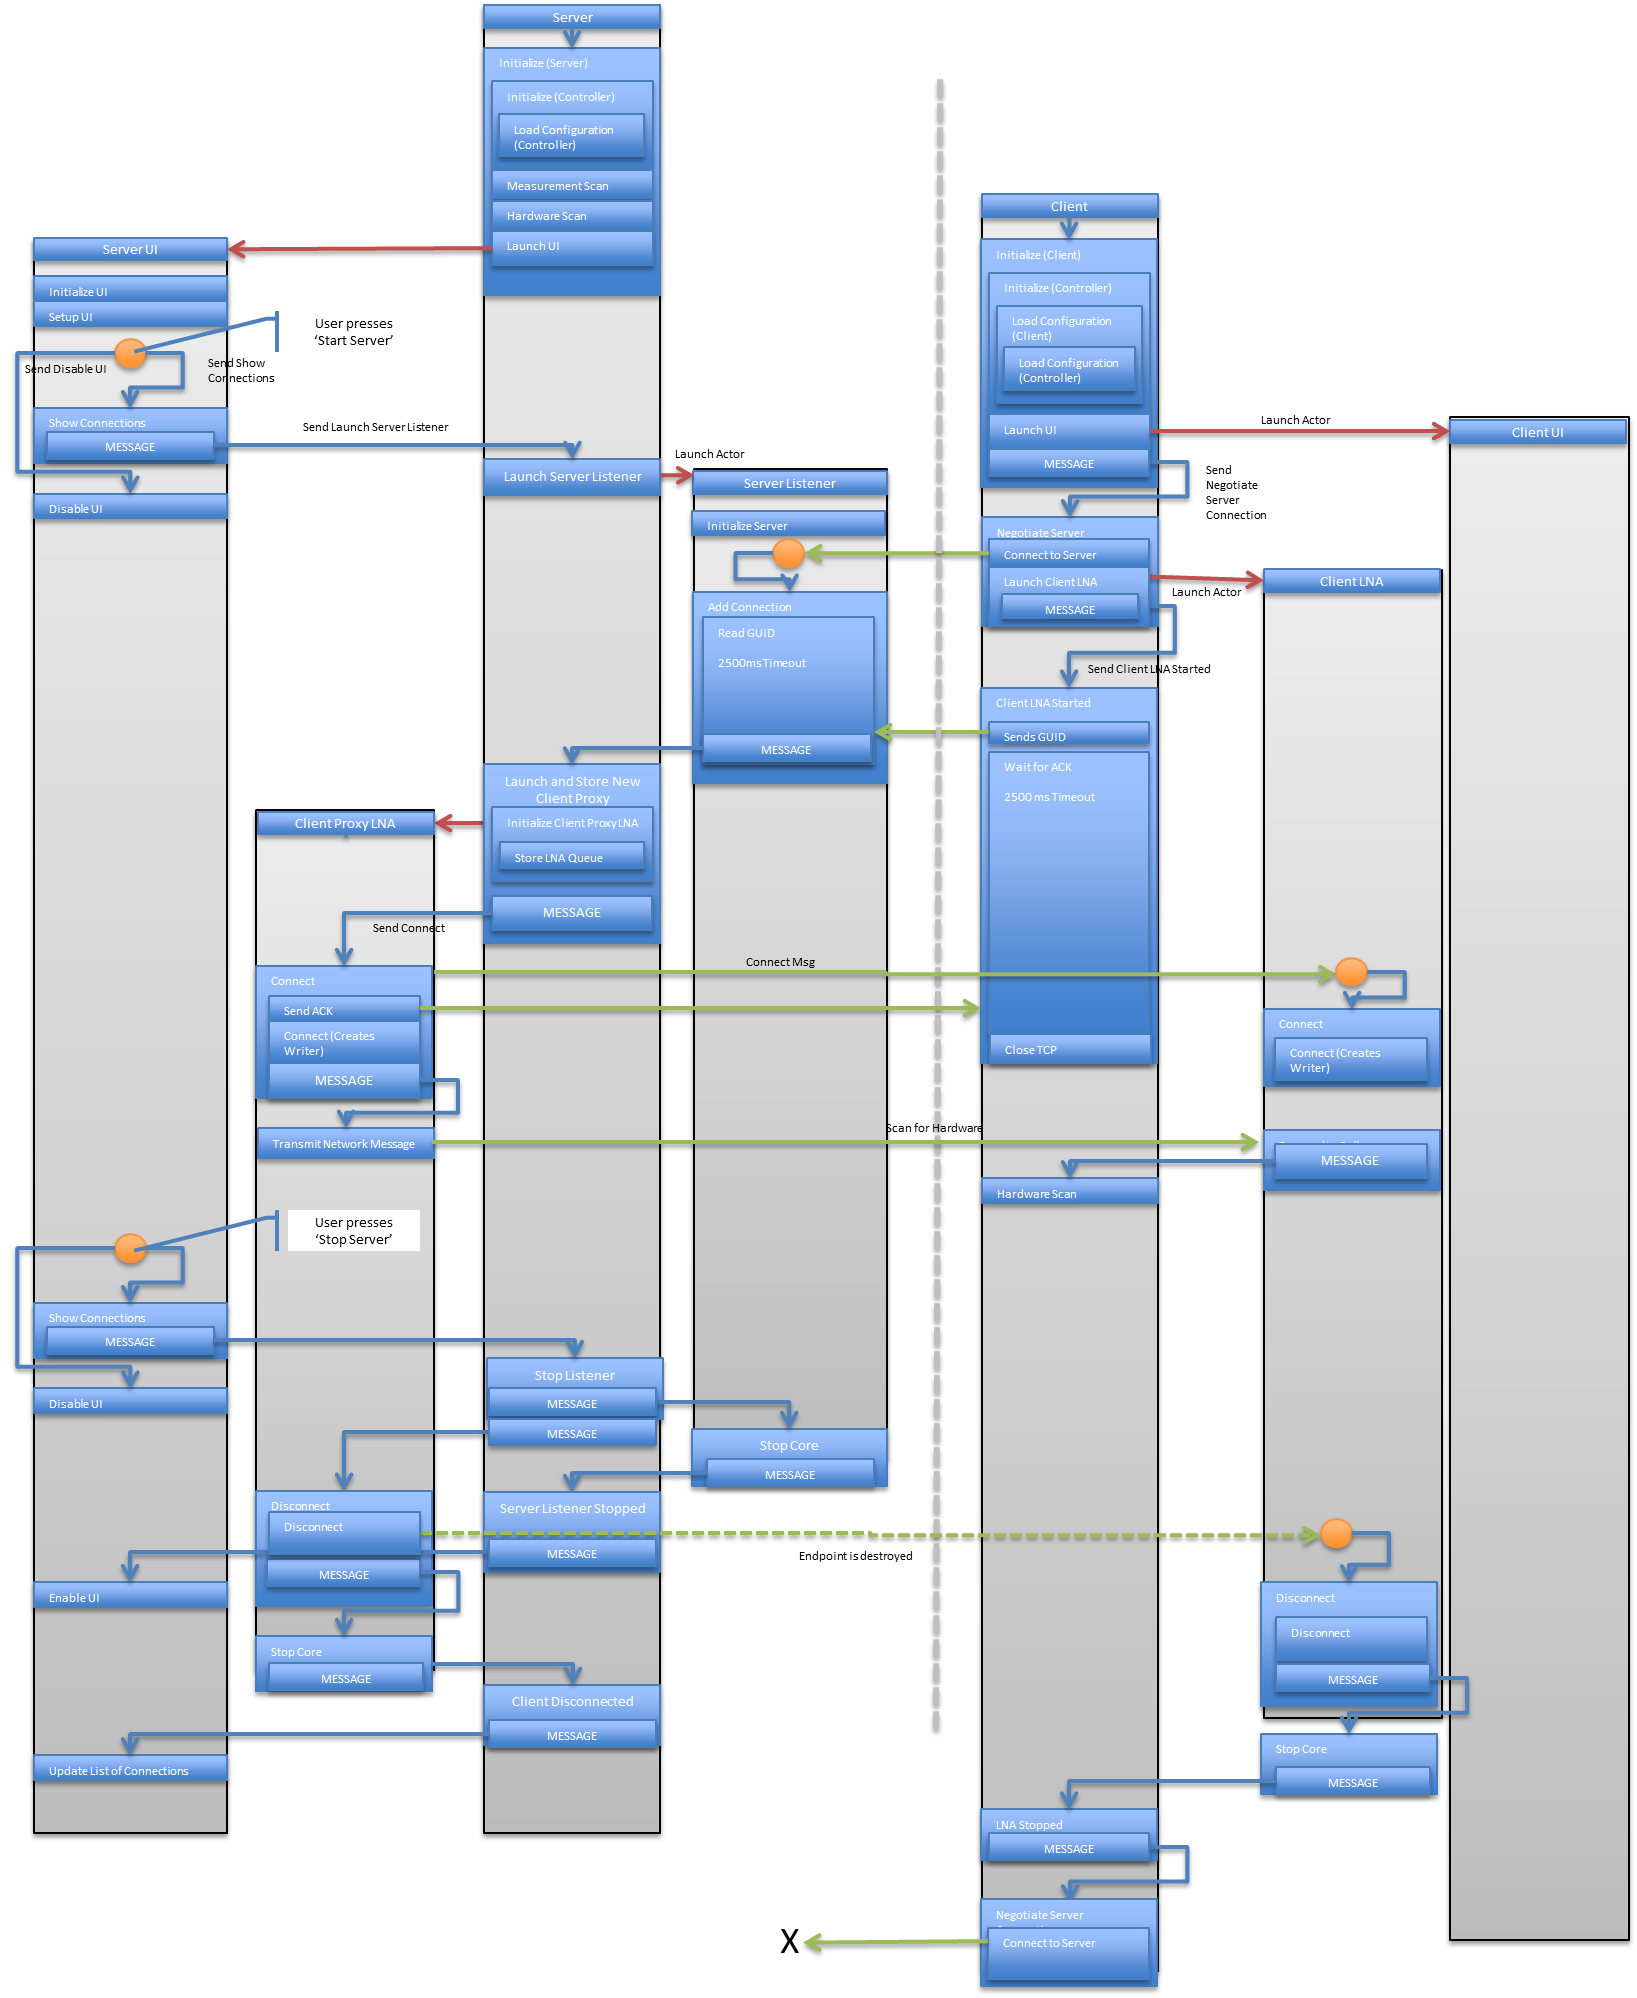 Server
Initialize (Server)
Initialize (Controller)
Load Configuration
(Controller)
Measurement Scan
Hardware Scan
Launch UI
Server UI
Initialize UI
Setup UI
User presses
‘Start Server’
Send Disable UI
Send Show
Connections
Show Connections
MESSAGE
Send Launch Server Listener
Disable UI
Launch Server Listener
Launch Actor
Server Listener
Initialize Server
Add Connection
Read GUID
2500ms Timeout
MESSAGE
Client
Initialize (Client)
Initialize (Controller)
Load Configuration
(Client)
Load Configuration
(Controller)
Launch UI
MESSAGE
Launch Actor
Client UI
Send
Negotiate
Server
Connection
Negotiate Server
Connect to Server
Launch Client LNA
MESSAGE
Launch Actor
Client LNA
Send Client LNA Started
Client LNA Started
Sends GUID
Wait for ACK
2500 ms Timeout
Close TCP
Launch and Store New
Client Proxy
Initialize Client Proxy LNA
Store LNA Queue
MESSAGE
Client Proxy LNA
Send Connect
Connect
Send ACK
Connect (Creates
Writer)
MESSAGE
Connect Msg
Connect
Connect (Creates
Writer)
Transmit Network Message
Scan for Hardware
MESSAGE
Hardware Scan
User presses
‘Stop Server’
Show Connections
MESSAGE
Disable UI
Stop Listener
MESSAGE
MESSAGE
Stop Core
MESSAGE
Disconnect
Disconnect
MESSAGE
Server Listener Stopped
MESSAGE
Endpoint is destroyed
Enable UI
Stop Core
MESSAGE
Client Disconnected
MESSAGE
Update List of Connections
Disconnect
Disconnect
MESSAGE
Stop Core
MESSAGE
LNA Stopped
MESSAGE
Negotiate Server
Connect to Server
X